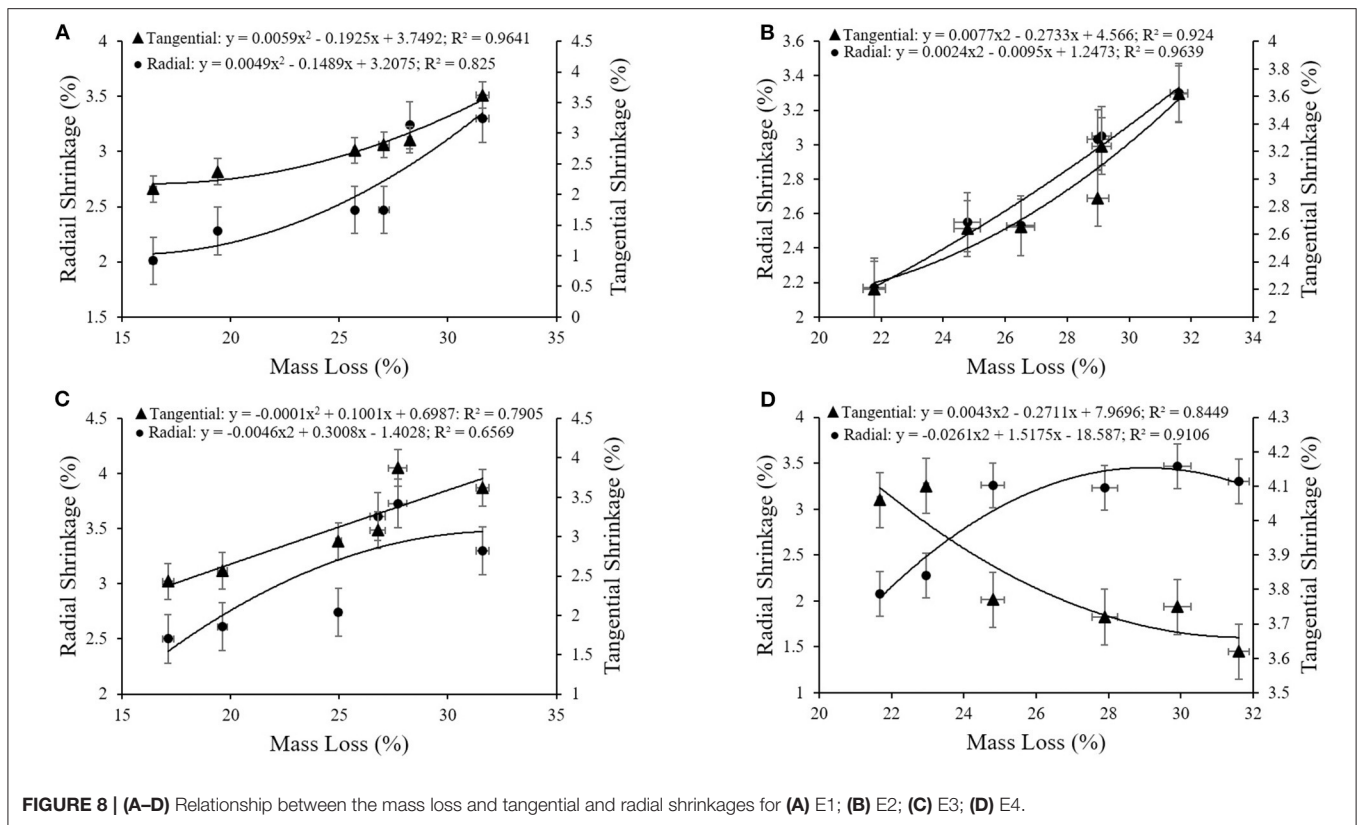 A
▲ Tangential: y = 0.0059x² - 0.1925x + 3.7492; R² = 0.9641
● Radial: y = 0.0049x² - 0.1489x + 3.2075; R² = 0.825
Radiail Shrinkage (%)
4
3.5
3
2.5
2
1.5
4.5
4
3.5
3
2.5
2
1.5
1
0.5
0
Tangential Shrinkage (%)
15 20 25 30 35
Mass Loss (%)
B
▲ Tangential: y = 0.0077x2 - 0.2733x + 4.566; R² = 0.924
● Radial: y = 0.0024x2 - 0.0095x + 1.2473; R² = 0.9639
Radial Shrinkage (%)
3.6
3.4
3.2
3
2.8
2.6
2.4
2.2
2
4
3.8
3.6
3.4
3.2
3
2.8
2.6
2.4
2.2
2
Tangential Shrinkage (%)
20 22 24 26 28 30 32 34
Mass Loss (%)
C
▲ Tangential: y = -0.0001x² + 0.1001x + 0.6987: R² = 0.7905
● Radial: y = -0.0046x2 + 0.3008x - 1.4028; R² = 0.6569
Radial Shrinkage (%)
4.5
4
3.5
3
2.5
2
4.5
4
3.5
3
2.5
2
1.5
1
Tangential Shrinkage (%)
15 20 25 30 35
Mass Loss (%)
D
▲ Tangential: y = 0.0043x2 - 0.2711x + 7.9696; R² = 0.8449
● Radial: y = -0.0261x2 + 1.5175x - 18.587; R² = 0.9106
Radial Shrinkage (%)
4
3.5
3
2.5
2
1.5
1
4.3
4.2
4.1
4
3.9
3.8
3.7
3.6
3.5
Tangential Shrinkage (%)
20 22 24 26 28 30 32
Mass Loss (%)
FIGURE 8 | (A–D) Relationship between the mass loss and tangential and radial shrinkages for (A) E1; (B) E2; (C) E3; (D) E4.